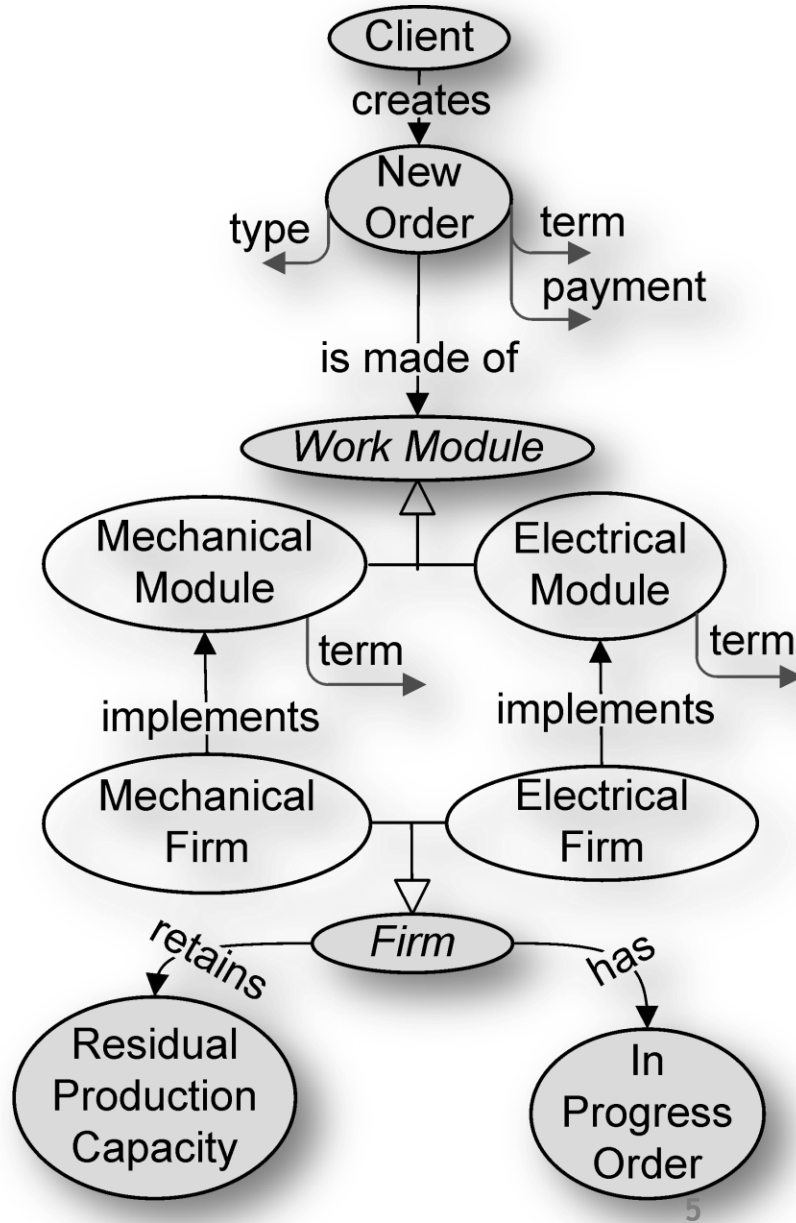 Client
creates
New
Order
type
term
payment
is made of
Work Module
Mechanical
Module
Electrical
Module
term
term
implements
implements
Mechanical
Firm
Electrical
Firm
Firm
retains
has
Residual
Production
Capacity
In
Progress
Order
5